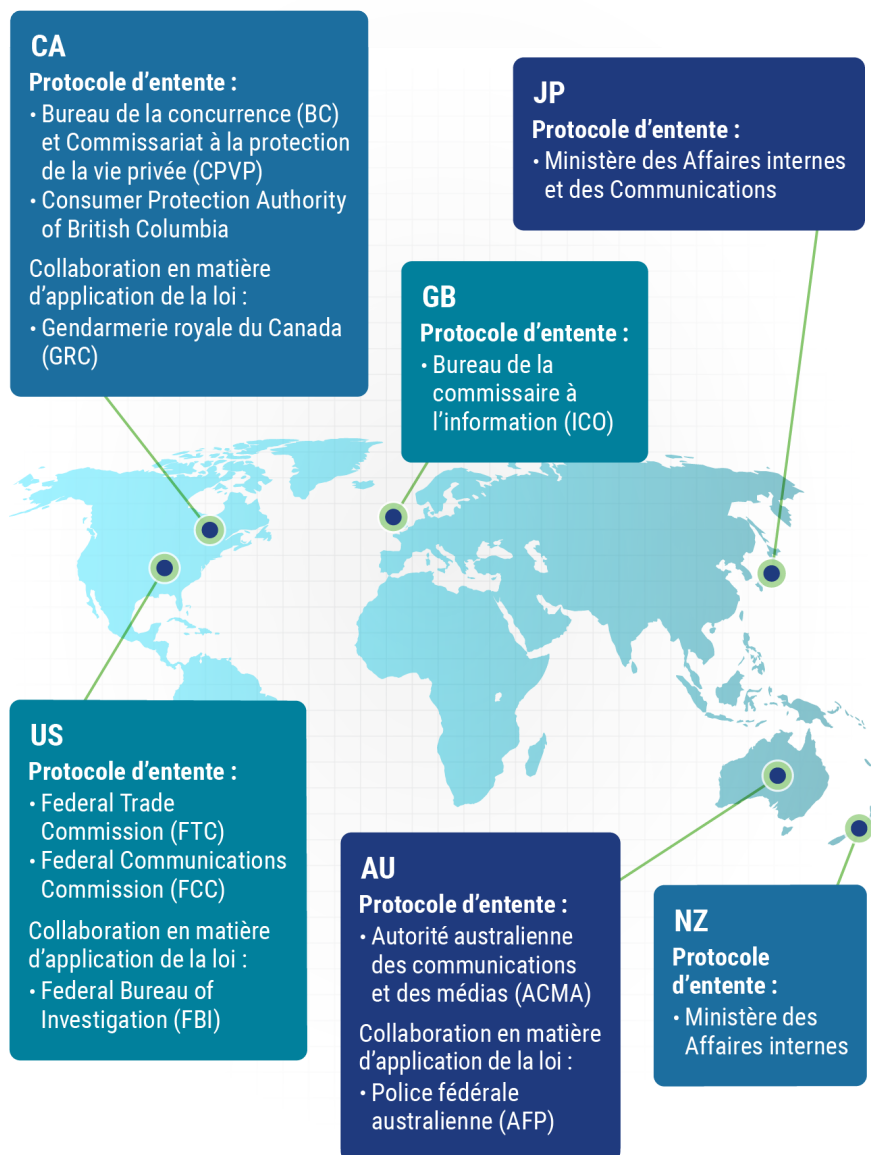 CA
Protocole d’entente :
• Bureau de la concurrence (BC)
et Commissariat à la protection
de la vie privée (CPVP)
• Consumer Protection Authority
of British Columbia
Collaboration en matière
d’application de la loi :
• Gendarmerie royale du Canada
(GRC)
JP
Protocole d’entente :
• Ministère des Affaires internes
et des Communications
GB
Protocole d’entente :
• Bureau de la
commissaire à
l’information (ICO)
US
Protocole d’entente :
• Federal Trade
Commission (FTC)
• Federal Communications
Commission (FCC)
Collaboration en matière
d’application de la loi :
• Federal Bureau of
Investigation (FBI)
AU
Protocole d’entente :
• Autorité australienne
des communications
et des médias (ACMA)
Collaboration en matière
d’application de la loi :
• Police fédérale
australienne (AFP)
NZ
Protocole
d’entente :
• Ministère des
Affaires internes